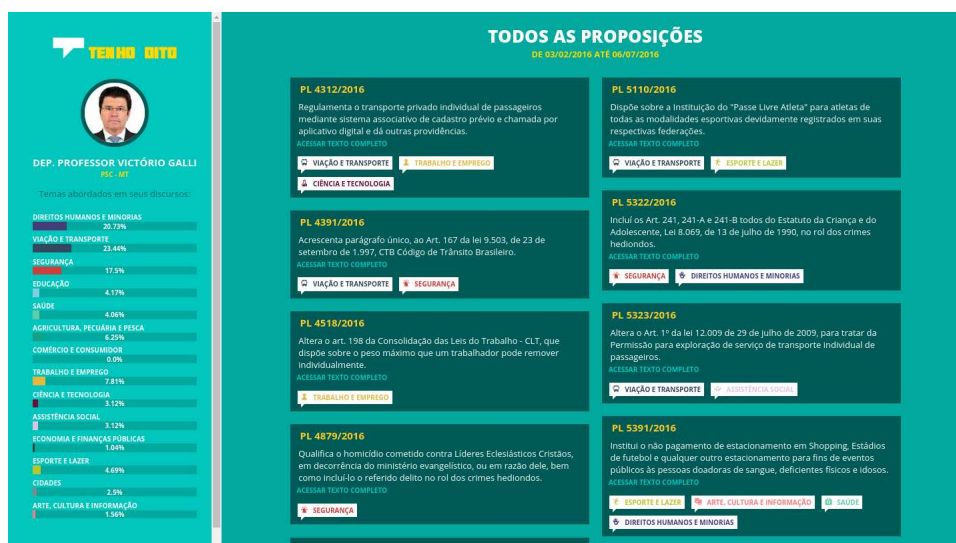 TENHO DITO
DEP. PROFESSOR VICTÓRIO GALLI
PSC - MT
Temas abordados em seus discursos:
DIREITOS HUMANOS E MINORIAS
20.73%
VIAÇÃO E TRANSPORTE
23.44%
SEGURANÇA
17.5%
EDUCAÇÃO
4.17%
SAÚDE
4.06%
AGRICULTURA, PECUÁRIA E PESCA
6.25%
COMÉRCIO E CONSUMIDOR
0.0%
TRABALHO E EMPREGO
7.81%
CIÊNCIA E TECNOLOGIA
3.12%
ASSISTÊNCIA SOCIAL
3.12%
ECONOMIA E FINANÇAS PÚBLICAS
1.04%
ESPORTE E LAZER
4.69%
CIDADES
2.5%
ARTE, CULTURA E INFORMAÇÃO
1.56%
TODOS AS PROPOSIÇÕES
DE 03/02/2016 ATÉ 06/07/2016
PL 4312/2016
Regulamenta o transporte privado individual de passageiros
mediante sistema associativo de cadastro prévio e chamada por
aplicativo digital e dá outras providências.
ACESSAR TEXTO COMPLETO
VIAÇÃO E TRANSPORTE TRABALHO E EMPREGO
CIÊNCIA E TECNOLOGIA
PL 4391/2016
Acrescenta parágrafo único, ao Art. 167 da lei 9.503, de 23 de
setembro de 1.997, CTB Código de Trânsito Brasileiro.
ACESSAR TEXTO COMPLETO
VIAÇÃO E TRANSPORTE SEGURANÇA
PL 4518/2016
Altera o art. 198 da Consolidação das Leis do Trabalho - CLT, que
dispõe sobre o peso máximo que um trabalhador pode remover
individualmente.
ACESSAR TEXTO COMPLETO
TRABALHO E EMPREGO
PL 4879/2016
Qualifica o homicídio cometido contra Líderes Eclesiásticos Cristãos,
em decorrência do ministério evangelístico, ou em razão dele, bem
como incluí-lo o referido delito no rol dos crimes hediondos.
ACESSAR TEXTO COMPLETO
SEGURANÇA
PL 5110/2016
Dispõe sobre a Instituição do "Passe Livre Atleta" para atletas de
todas as modalidades esportivas devidamente registrados em suas
respectivas federações.
ACESSAR TEXTO COMPLETO
VIAÇÃO E TRANSPORTE ESPORTE E LAZER
PL 5322/2016
Incluí os Art. 241, 241-A e 241-B todos do Estatuto da Criança e do
Adolescente, Lei 8.069, de 13 de julho de 1990, no rol dos crimes
hediondos.
ACESSAR TEXTO COMPLETO
SEGURANÇA DIREITOS HUMANOS E MINORIAS
PL 5323/2016
Altera o Art. 1º da lei 12.009 de 29 de julho de 2009, para tratar da
Permissão para exploração de serviço de transporte individual de
passageiros.
ACESSAR TEXTO COMPLETO
VIAÇÃO E TRANSPORTE ASSISTÊNCIA SOCIAL
PL 5391/2016
Institui o não pagamento de estacionamento em Shopping, Estádios
de futebol e qualquer outro estacionamento para fins de eventos
públicos às pessoas doadoras de sangue, deficientes físicos e idosos.
ACESSAR TEXTO COMPLETO
ESPORTE E LAZER ARTE, CULTURA E INFORMAÇÃO SAÚDE
DIREITOS HUMANOS E MINORIAS